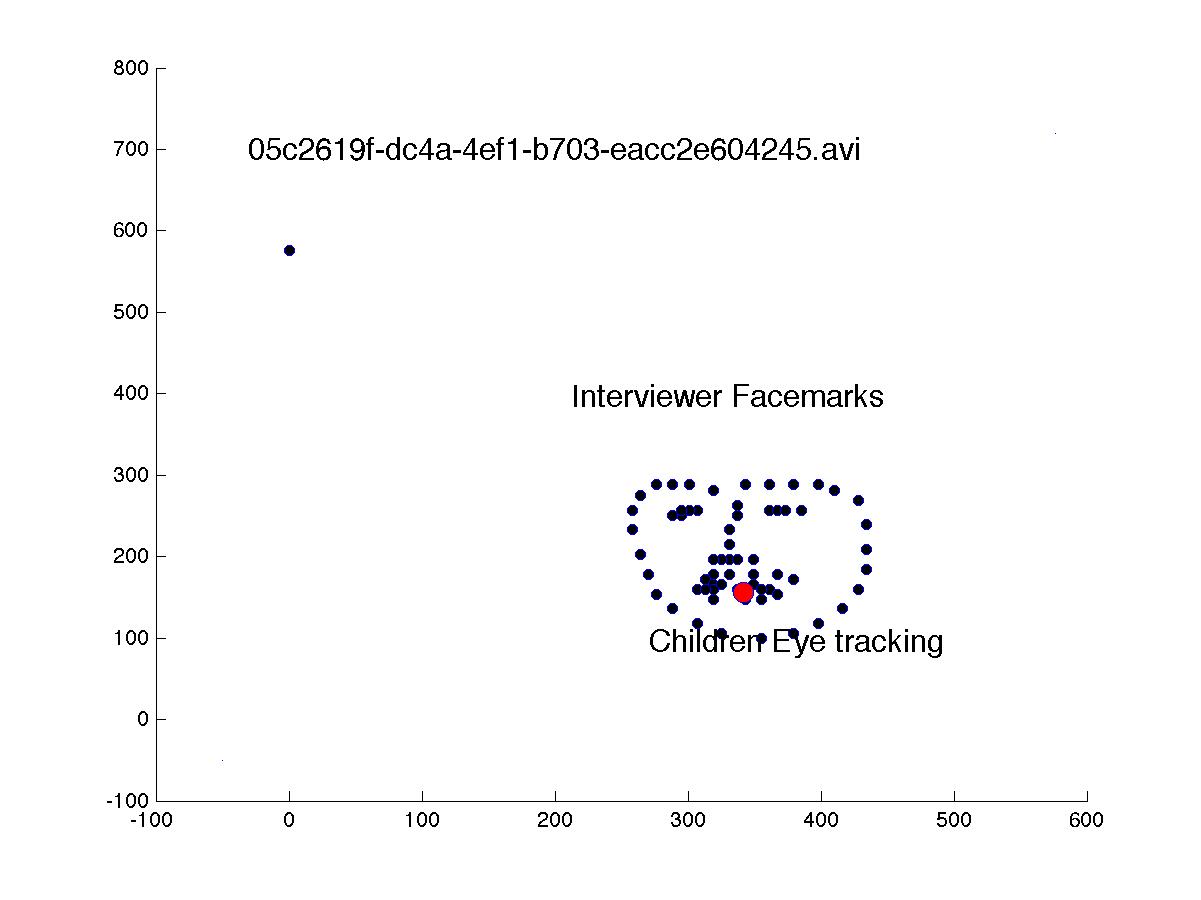 800
05c2619f-dc4a-4ef1-b703-eacc2e604245.avi
700
600
500
Interviewer Facemarks
400
300
200
100
Children Eye tracking
0
-100
-100 0 100 200 300 400 500 600